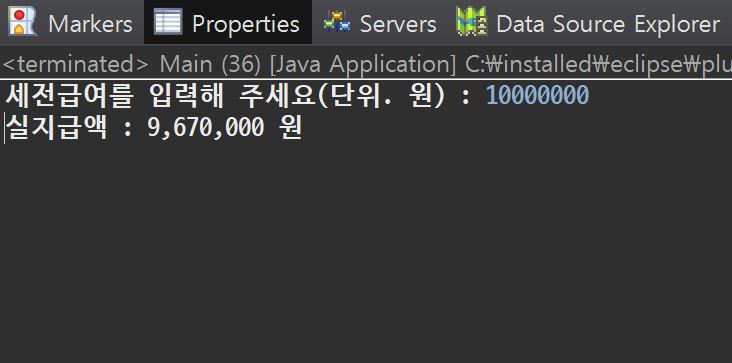 Markers Properties Servers Data Source Explorer
<terminated> Main (36) [Java Application] C:₩installed₩eclipse₩plu
세전급여를 입력해 주세요(단위. 원) : 10000000
실지급액 : 9,670,000 원